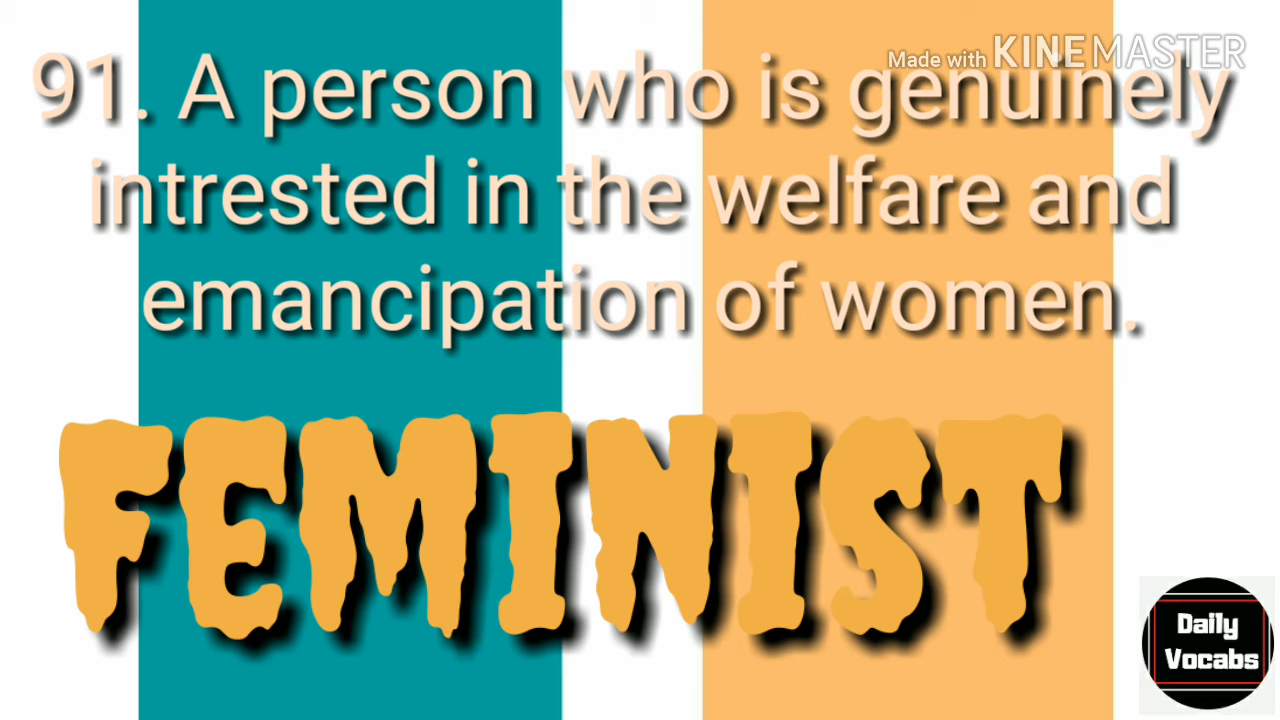 Made with KINEMASTER
91. A person who is genuinely
intrested in the welfare and
emancipation of women.
FEMINIST
Daily
Vocabs